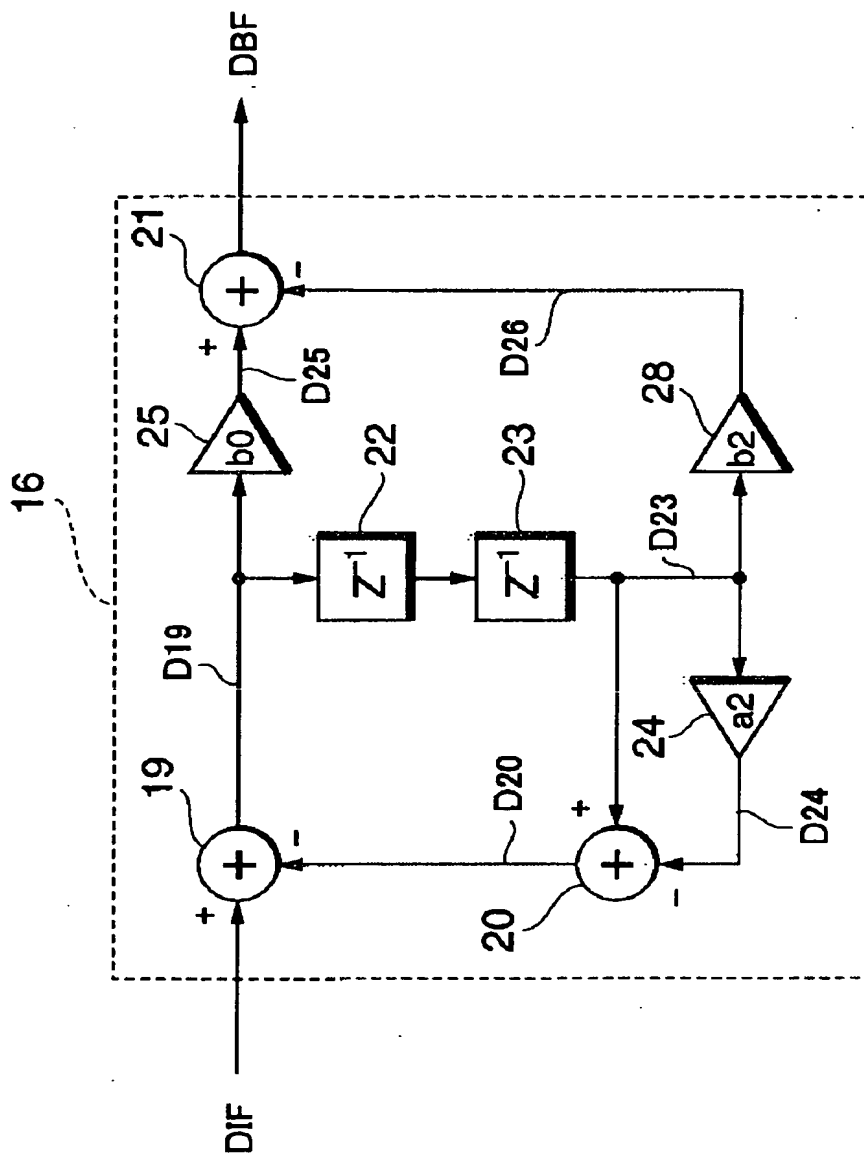 16
DIF
+
19
+
-
D19
25
b0
+
D25
21
+
-
DBF
22
Z⁻¹
23
Z⁻¹
D20
+
20
+
-
D23
24
a2
D24
28
b2
D26